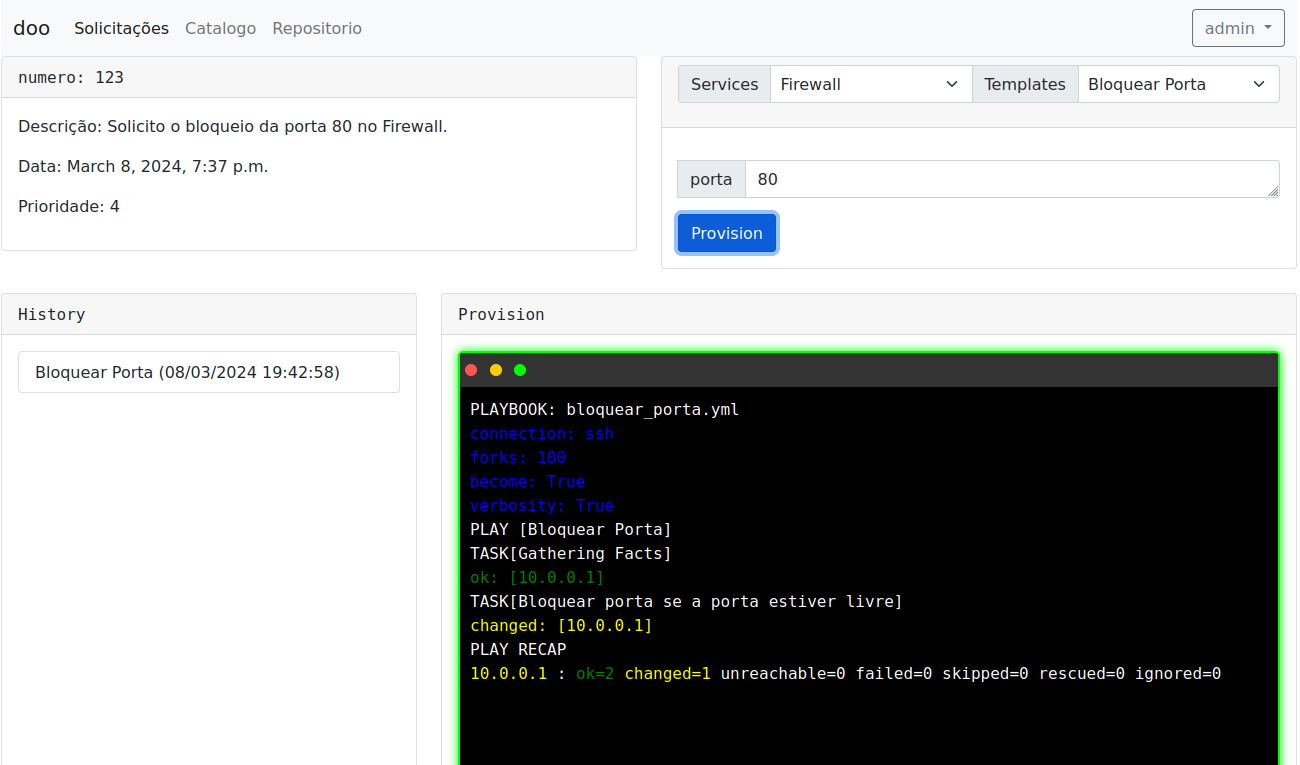 doo Solicitações Catalogo Repositorio admin
numero: 123
Descrição: Solicito o bloqueio da porta 80 no Firewall.
Data: March 8, 2024, 7:37 p.m.
Prioridade: 4
Services Firewall Templates Bloquear Porta
porta 80
Provision
History
Bloquear Porta (08/03/2024 19:42:58)
Provision
PLAYBOOK: bloquear_porta.yml
connection: ssh
forks: 100
become: True
verbosity: True
PLAY [Bloquear Porta]
TASK[Gathering Facts]
ok: [10.0.0.1]
TASK[Bloquear porta se a porta estiver livre]
changed: [10.0.0.1]
PLAY RECAP
10.0.0.1 : ok=2 changed=1 unreachable=0 failed=0 skipped=0 rescued=0 ignored=0